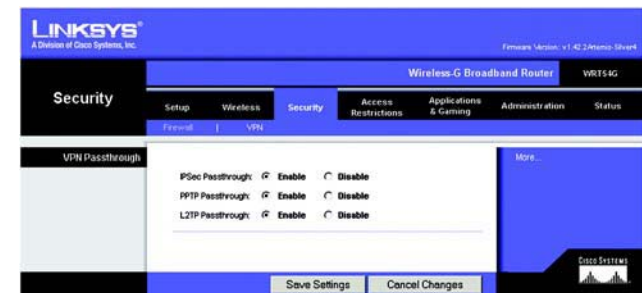 LINKSYS®
A Division of Cisco Systems, Inc.
Firmware Version: v1.42.2
Wireless-G Broadband Router WRT54G
Security
Setup Wireless Security Access Restrictions Applications & Gaming Administration Status
Firewall | VPN
VPN Passthrough
IPSec Passthrough: Enable Disable
PPTP Passthrough: Enable Disable
L2TP Passthrough: Enable Disable
More...
CISCO SYSTEMS
Save Settings Cancel Changes